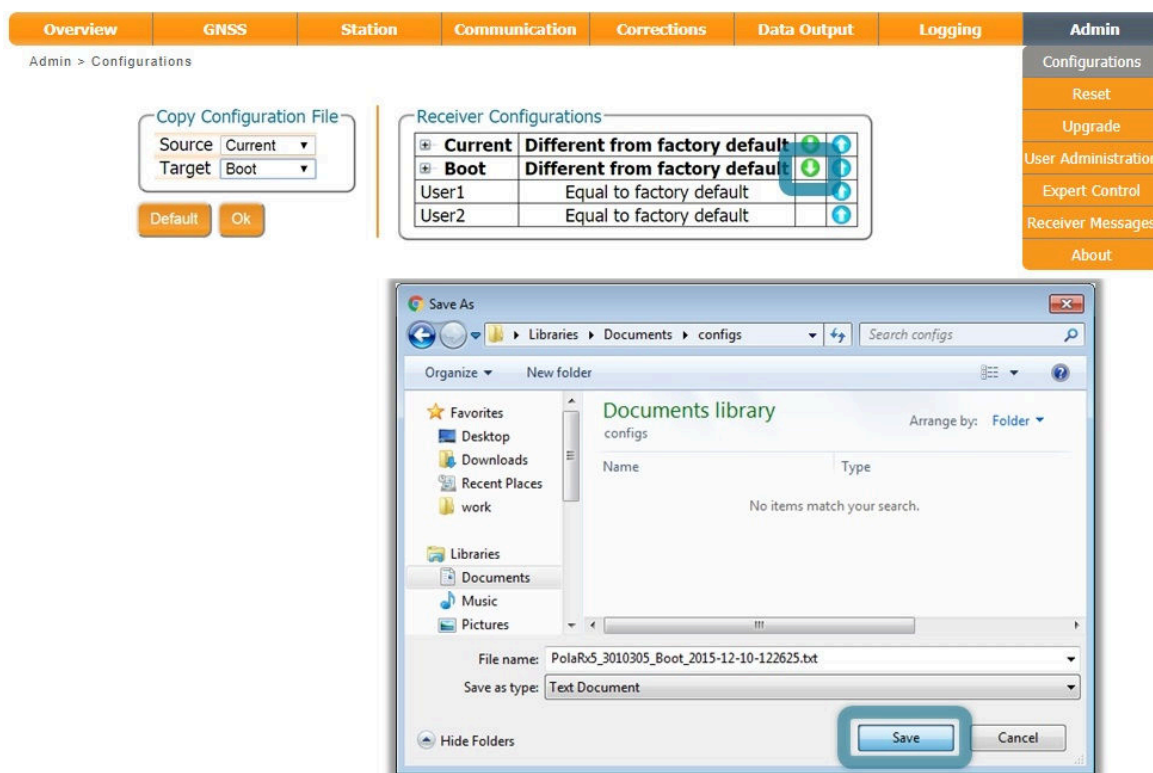 Overview GNSS Station Communication Corrections Data Output Logging Admin
Admin > Configurations
Configurations
Reset
Upgrade
User Administration
Expert Control
Receiver Messages
About
Copy Configuration File
Source Current
Target Boot
Default Ok
Receiver Configurations
Current Different from factory default
Boot Different from factory default
User1 Equal to factory default
User2 Equal to factory default
Save As
Libraries Documents configs Search configs
Organize New folder
Favorites
Desktop
Downloads
Recent Places
work
Libraries
Documents
Music
Pictures
Documents library
configs
Arrange by: Folder
Name Type
No items match your search.
File name: PolaRx5_3010305_Boot_2015-12-10-122625.txt
Save as type: Text Document
Hide Folders Save Cancel